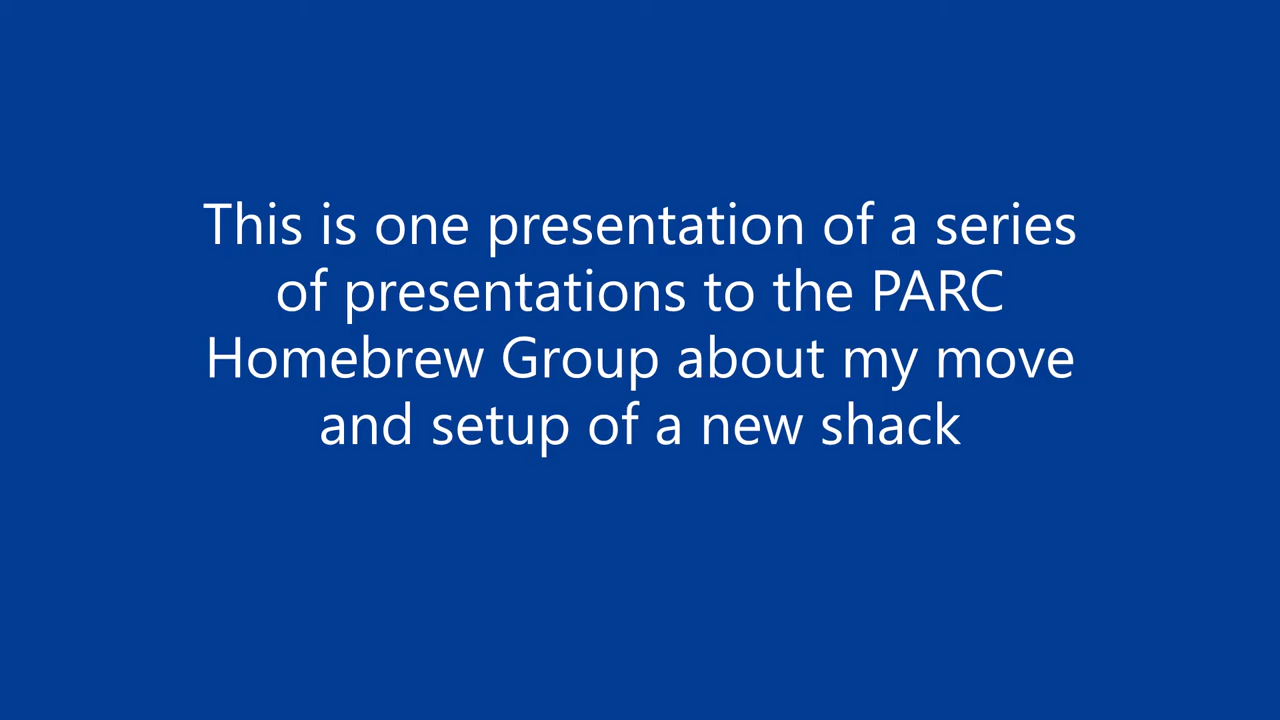 This is one presentation of a series
of presentations to the PARC
Homebrew Group about my move
and setup of a new shack